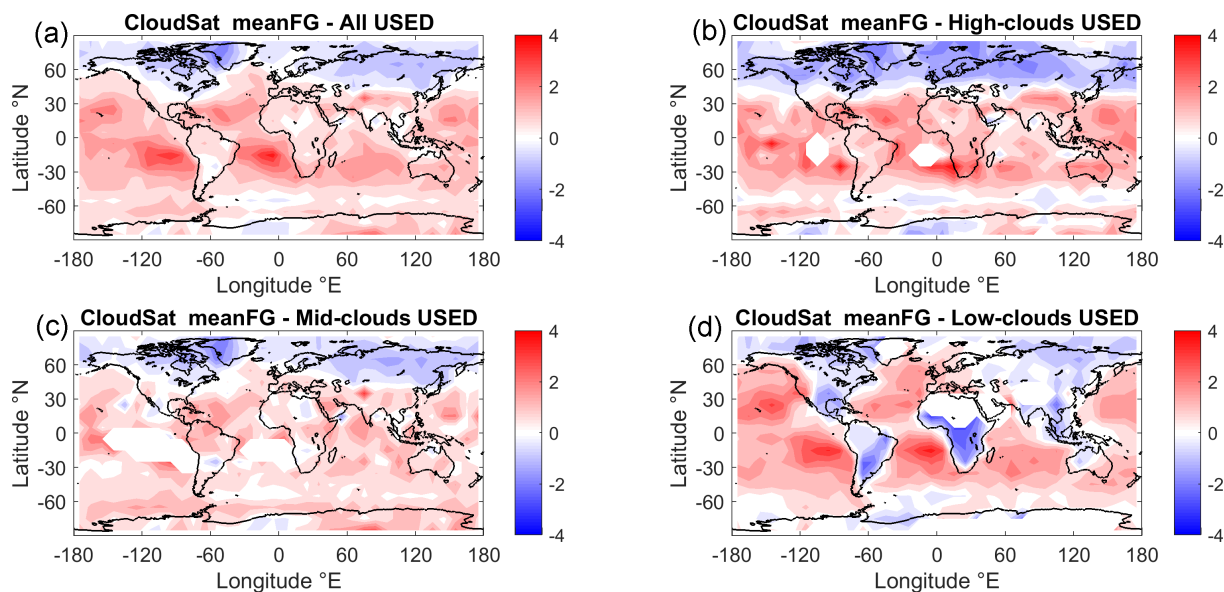 (a) CloudSat meanFG - All USED
60
30
0
-30
-60
Latitude °N
-180 -120 -60 0 60 120 180
Longitude °E
4
2
0
-2
-4
(b) CloudSat meanFG - High-clouds USED
60
30
0
-30
-60
Latitude °N
-180 -120 -60 0 60 120 180
Longitude °E
4
2
0
-2
-4
(c) CloudSat meanFG - Mid-clouds USED
60
30
0
-30
-60
Latitude °N
-180 -120 -60 0 60 120 180
Longitude °E
4
2
0
-2
-4
(d) CloudSat meanFG - Low-clouds USED
60
30
0
-30
-60
Latitude °N
-180 -120 -60 0 60 120 180
Longitude °E
4
2
0
-2
-4